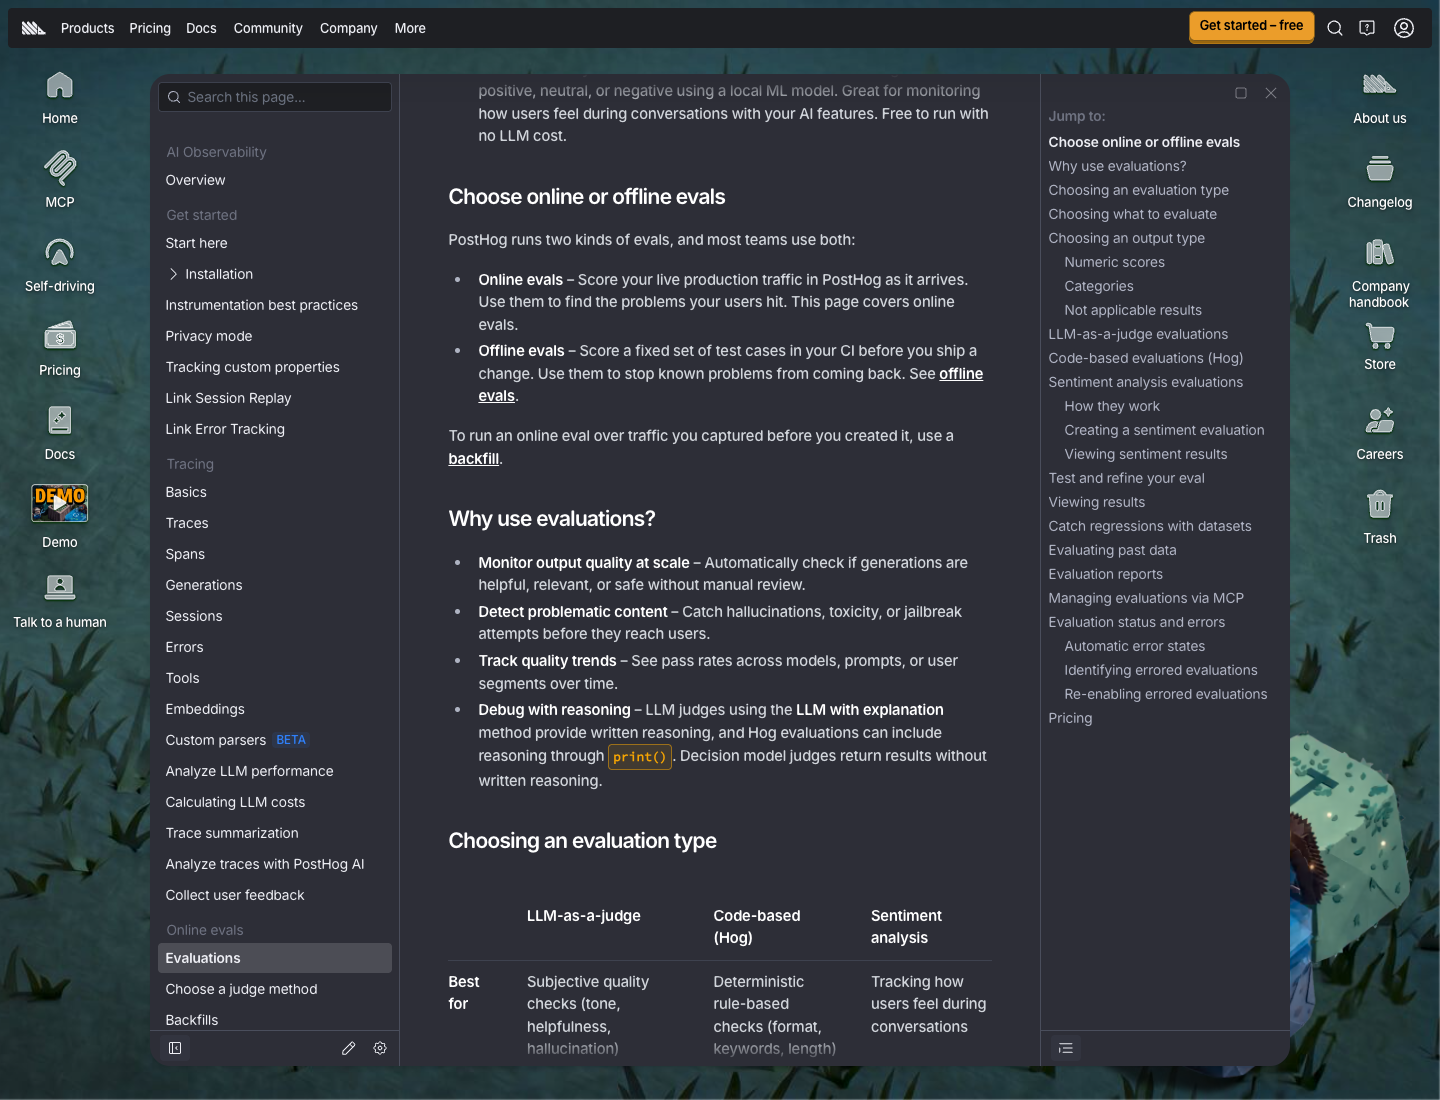 Products Pricing Docs Community Company More
Get started – free
Home
MCP
Self-driving
Pricing
Docs
DEMO
Demo
Talk to a human
Search this page...
AI Observability
Overview
Get started
Start here
Installation
Instrumentation best practices
Privacy mode
Tracking custom properties
Link Session Replay
Link Error Tracking
Tracing
Basics
Traces
Spans
Generations
Sessions
Errors
Tools
Embeddings
Custom parsers BETA
Analyze LLM performance
Calculating LLM costs
Trace summarization
Analyze traces with PostHog AI
Collect user feedback
Online evals
Evaluations
Choose a judge method
Backfills
positive, neutral, or negative using a local ML model. Great for monitoring
how users feel during conversations with your AI features. Free to run with
no LLM cost.
Choose online or offline evals
PostHog runs two kinds of evals, and most teams use both:
• Online evals – Score your live production traffic in PostHog as it arrives.
Use them to find the problems your users hit. This page covers online
evals.
• Offline evals – Score a fixed set of test cases in your CI before you ship a
change. Use them to stop known problems from coming back. See offline
evals.
To run an online eval over traffic you captured before you created it, use a
backfill.
Why use evaluations?
• Monitor output quality at scale – Automatically check if generations are
helpful, relevant, or safe without manual review.
• Detect problematic content – Catch hallucinations, toxicity, or jailbreak
attempts before they reach users.
• Track quality trends – See pass rates across models, prompts, or user
segments over time.
• Debug with reasoning – LLM judges using the LLM with explanation
method provide written reasoning, and Hog evaluations can include
reasoning through print(). Decision model judges return results without
written reasoning.
Choosing an evaluation type
LLM-as-a-judge
Code-based
(Hog)
Sentiment
analysis
Best
for
Subjective quality
checks (tone,
helpfulness,
hallucination)
Deterministic
rule-based
checks (format,
keywords, length)
Tracking how
users feel during
conversations
Jump to:
Choose online or offline evals
Why use evaluations?
Choosing an evaluation type
Choosing what to evaluate
Choosing an output type
Numeric scores
Categories
Not applicable results
LLM-as-a-judge evaluations
Code-based evaluations (Hog)
Sentiment analysis evaluations
How they work
Creating a sentiment evaluation
Viewing sentiment results
Test and refine your eval
Viewing results
Catch regressions with datasets
Evaluating past data
Evaluation reports
Managing evaluations via MCP
Evaluation status and errors
Automatic error states
Identifying errored evaluations
Re-enabling errored evaluations
Pricing
About us
Changelog
Company
handbook
Store
Careers
Trash